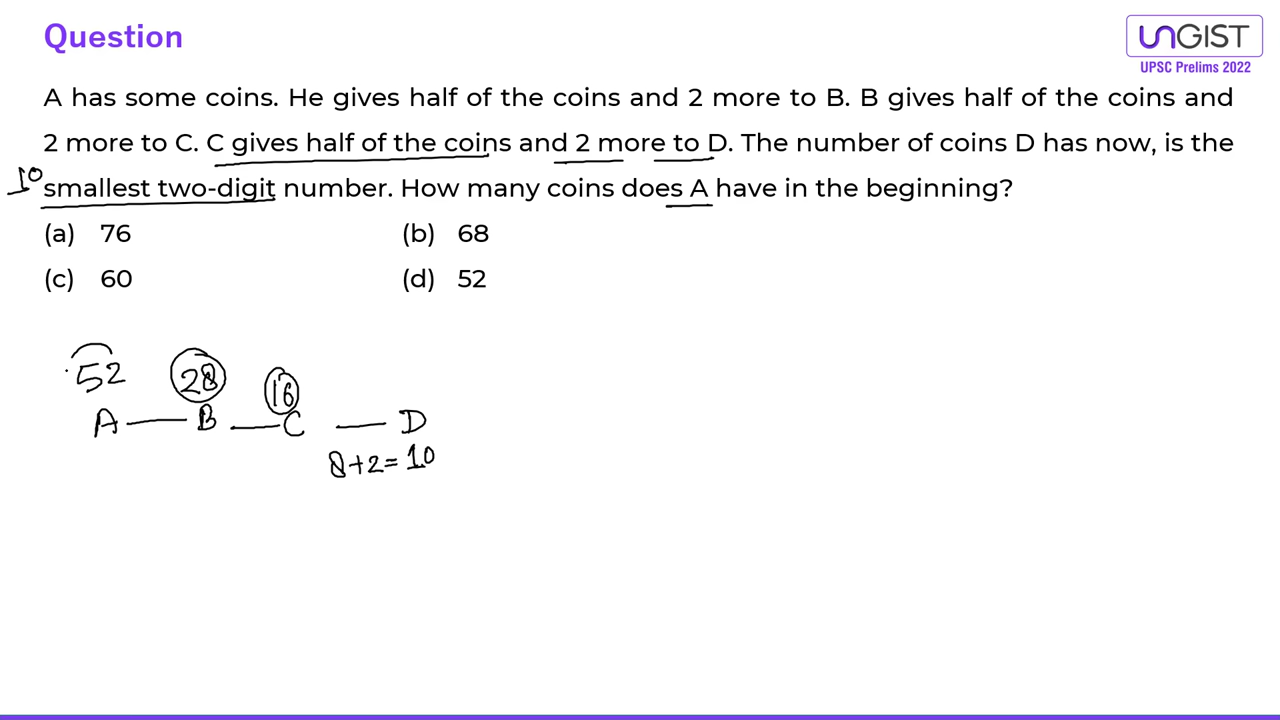 Question
UNGIST
UPSC Prelims 2022
A has some coins. He gives half of the coins and 2 more to B. B gives half of the coins and
2 more to C. C gives half of the coins and 2 more to D. The number of coins D has now, is the
10
smallest two-digit number. How many coins does A have in the beginning?
(a) 76 (b) 68
(c) 60 (d) 52
52 28 16
A — B — C — D
8+2=10